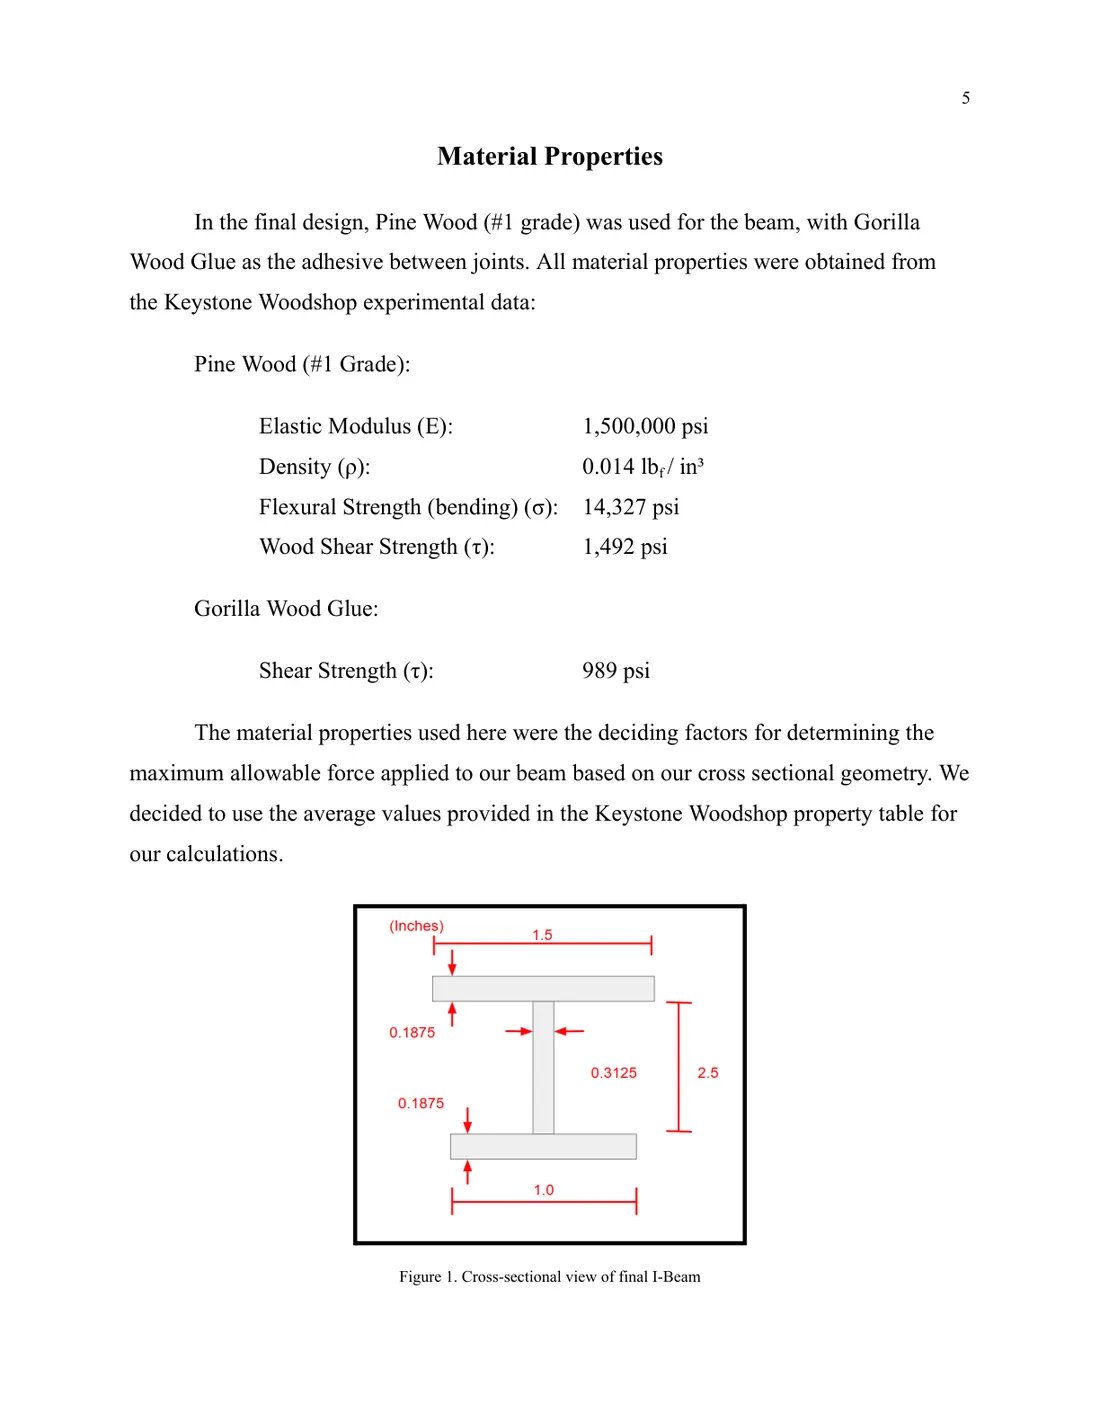 5
Material Properties
In the final design, Pine Wood (#1 grade) was used for the beam, with Gorilla
Wood Glue as the adhesive between joints. All material properties were obtained from
the Keystone Woodshop experimental data:
Pine Wood (#1 Grade):
Elastic Modulus (E): 1,500,000 psi
Density (ρ): 0.014 lbf / in³
Flexural Strength (bending) (σ): 14,327 psi
Wood Shear Strength (τ): 1,492 psi
Gorilla Wood Glue:
Shear Strength (τ): 989 psi
The material properties used here were the deciding factors for determining the
maximum allowable force applied to our beam based on our cross sectional geometry. We
decided to use the average values provided in the Keystone Woodshop property table for
our calculations.
(Inches)
1.5
0.1875
0.3125
2.5
0.1875
1.0
Figure 1. Cross-sectional view of final I-Beam